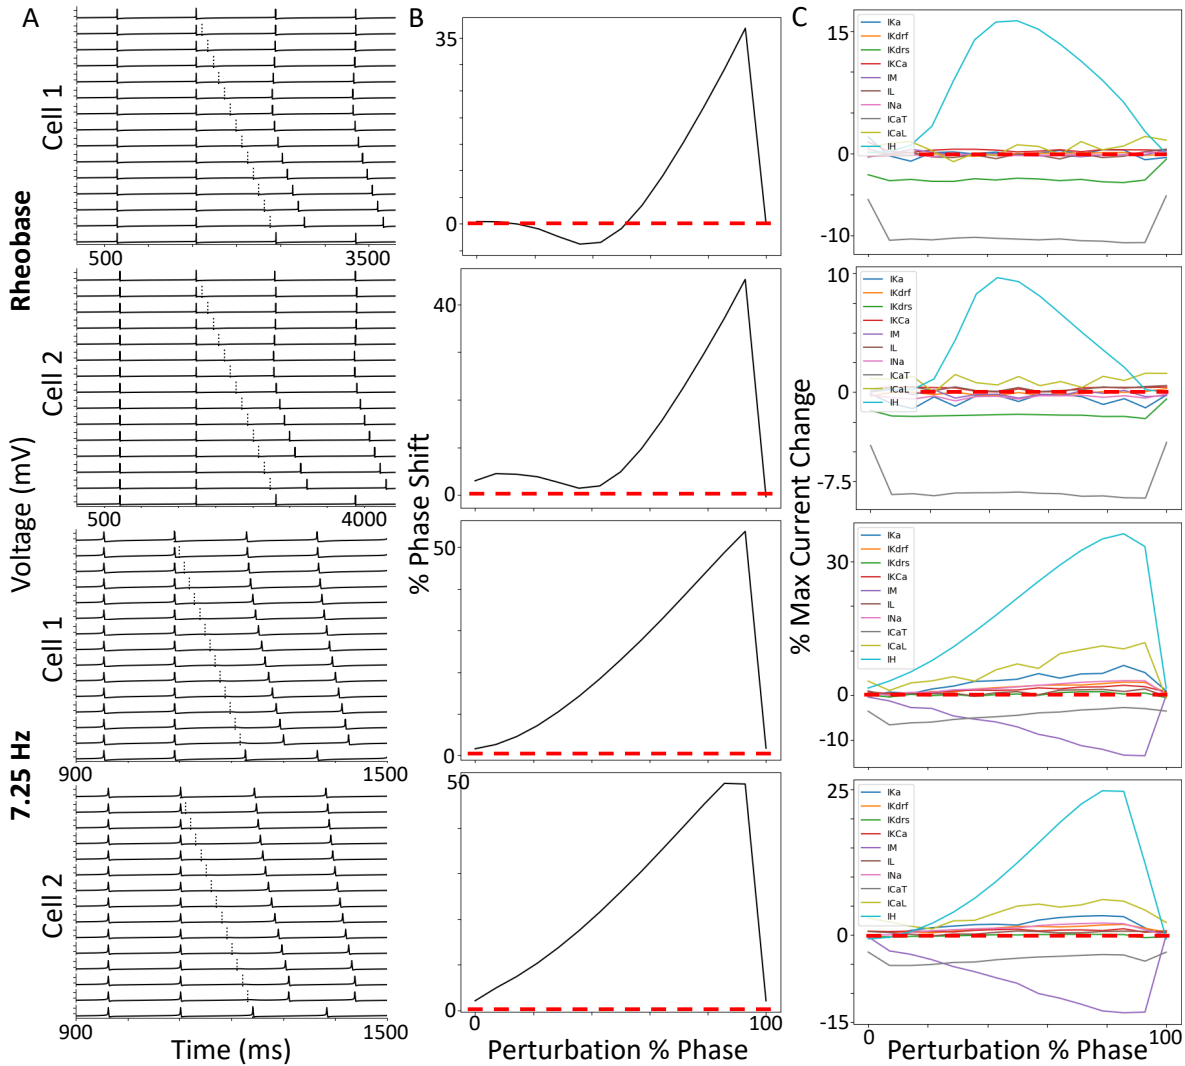 A
B
C
Rheobase
7.25 Hz
Voltage (mV)
Cell 1
500
3500
Cell 2
500
4000
Cell 1
900
1500
Cell 2
900
1500
Time (ms)
% Phase Shift
35
0
40
0
50
0
50
0
0
100
Perturbation % Phase
% Max Current Change
15
0
-10
IKa
IKdrf
IKdrs
IKCa
IM
IL
INa
ICaT
ICaL
IH
10
0
-7.5
IKa
IKdrf
IKdrs
IKCa
IM
IL
INa
ICaT
ICaL
IH
30
0
-10
IKa
IKdrf
IKdrs
IKCa
IM
IL
INa
ICaT
ICaL
IH
25
0
-15
IKa
IKdrf
IKdrs
IKCa
IM
IL
INa
ICaT
ICaL
IH
0
100
Perturbation % Phase